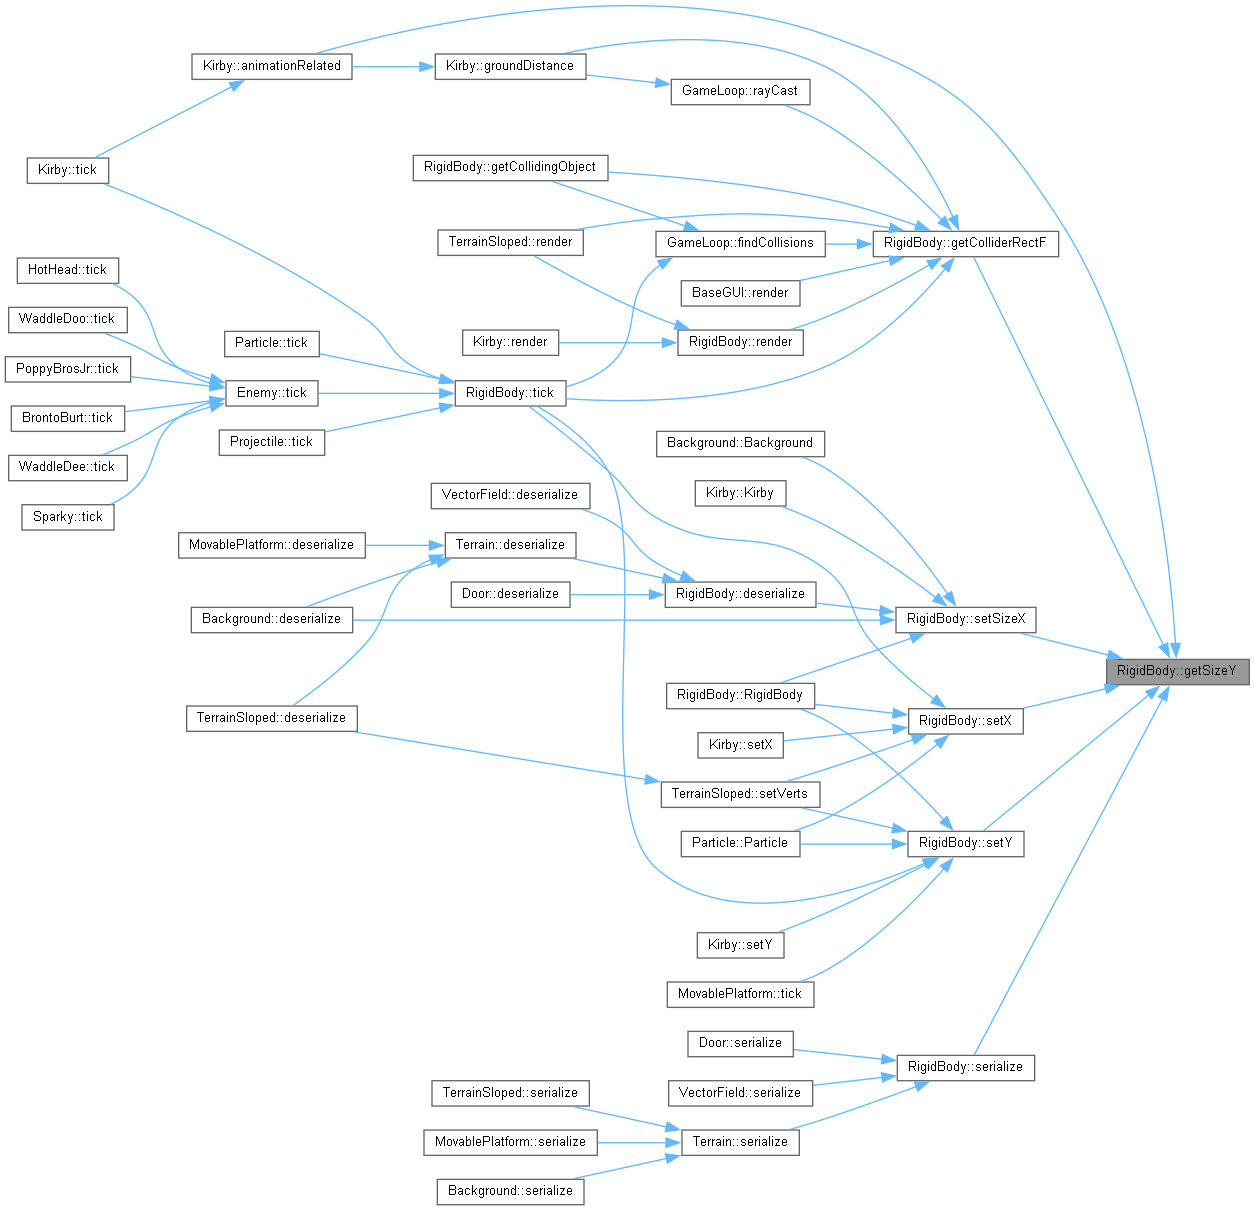 Kirby::animationRelated
Kirby::groundDistance
GameLoop::rayCast
Kirby::tick
RigidBody::getCollidingObject
TerrainSloped::render
GameLoop::findCollisions
RigidBody::getColliderRectF
HotHead::tick
BaseGUI::render
WaddleDoo::tick
Particle::tick
Kirby::render
RigidBody::render
PoppyBrosJr::tick
Enemy::tick
RigidBody::tick
BrontoBurt::tick
Projectile::tick
Background::Background
WaddleDee::tick
VectorField::deserialize
Kirby::Kirby
Sparky::tick
MovablePlatform::deserialize
Terrain::deserialize
Door::deserialize
RigidBody::deserialize
Background::deserialize
RigidBody::setSizeX
RigidBody::getSizeY
RigidBody::RigidBody
TerrainSloped::deserialize
RigidBody::setX
Kirby::setX
TerrainSloped::setVerts
Particle::Particle
RigidBody::setY
Kirby::setY
MovablePlatform::tick
Door::serialize
RigidBody::serialize
TerrainSloped::serialize
VectorField::serialize
MovablePlatform::serialize
Terrain::serialize
Background::serialize